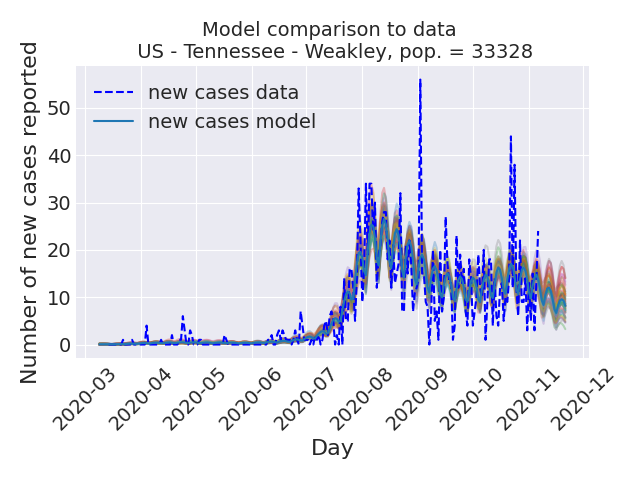 Model comparison to data
US - Tennessee - Weakley, pop. = 33328
Number of new cases reported
new cases data
new cases model
50
40
30
20
10
0
2020-03
2020-04
2020-05
2020-06
2020-07
2020-08
2020-09
2020-10
2020-11
2020-12
Day